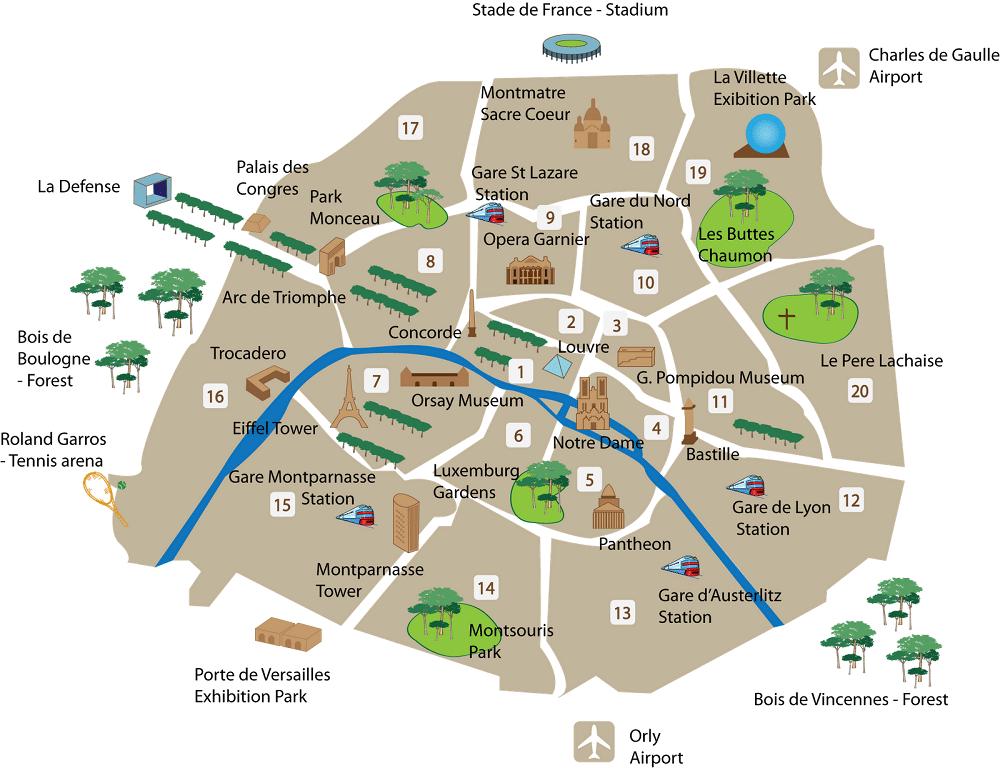 Stade de France - Stadium
Charles de Gaulle
Airport
La Villette
Exibition Park
Montmatre
Sacre Coeur
17
18
19
La Defense
Palais des
Congres
Park
Monceau
Gare St Lazare
Station
9
Gare du Nord
Station
Opera Garnier
Les Buttes
Chaumon
8
10
Arc de Triomphe
Concorde
2
3
Louvre
Bois de
Boulogne
- Forest
Trocadero
16
7
1
G. Pompidou Museum
Le Pere Lachaise
20
11
Orsay Museum
Eiffel Tower
6
Notre Dame
4
Bastille
Roland Garros
- Tennis arena
Gare Montparnasse
Station
15
Luxemburg
Gardens
5
Pantheon
Gare de Lyon
Station
12
Montparnasse
Tower
14
Montsouris
Park
13
Gare d'Austerlitz
Station
Porte de Versailles
Exhibition Park
Bois de Vincennes - Forest
Orly
Airport